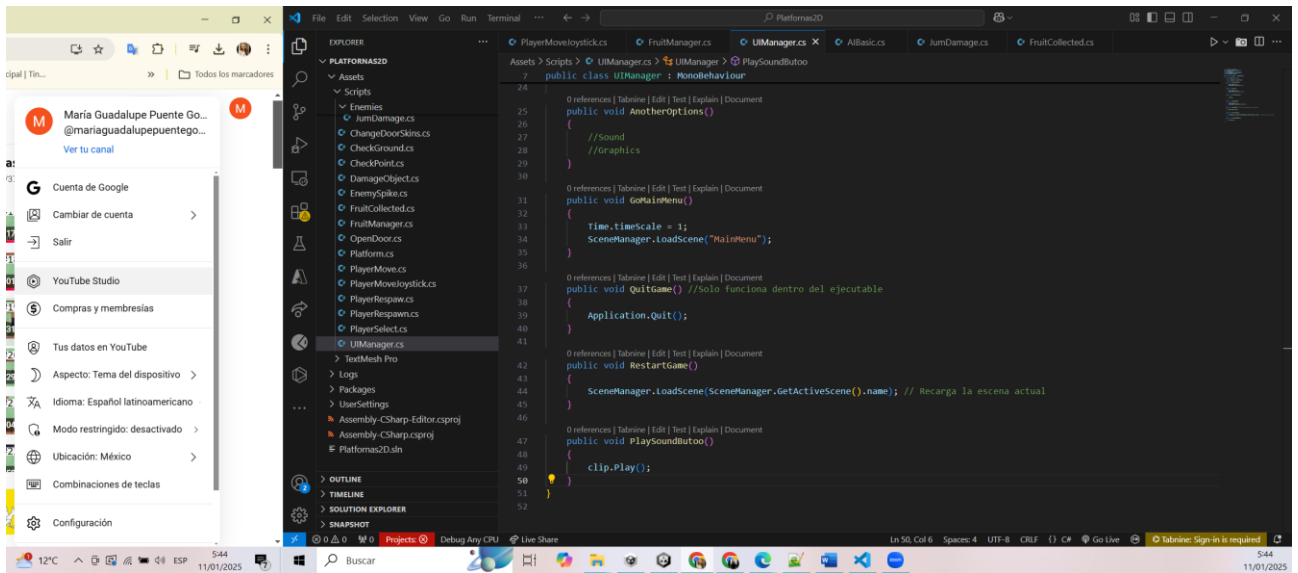 cipal | Tin...
»
Todos los marcadores
M
María Guadalupe Puente Go...
@mariaguadalupepuentego...
Ver tu canal
M
Cuenta de Google
Cambiar de cuenta
Salir
YouTube Studio
Compras y membresías
Tus datos en YouTube
Aspecto: Tema del dispositivo
Idioma: Español latinoamericano
Modo restringido: desactivado
Ubicación: México
Combinaciones de teclas
Configuración
12°C
ESP
5:44
11/01/2025
File Edit Selection View Go Run Terminal ...
Platfornas2D
EXPLORER
PLATFORNAS2D
Assets
Scripts
Enemies
JumDamage.cs
ChangeDoorSkins.cs
CheckGround.cs
CheckPoint.cs
DamageObject.cs
EnemySpike.cs
FruitCollected.cs
FruitManager.cs
OpenDoor.cs
Platform.cs
PlayerMove.cs
PlayerMoveJoystick.cs
PlayerRespaw.cs
PlayerRespawn.cs
PlayerSelect.cs
UIManager.cs
TextMesh Pro
Logs
Packages
UserSettings
Assembly-CSharp-Editor.csproj
Assembly-CSharp.csproj
Platfornas2D.sln
OUTLINE
TIMELINE
SOLUTION EXPLORER
SNAPSHOT
PlayerMoveJoystick.cs FruitManager.cs UIManager.cs AIBasic.cs JumDamage.cs FruitCollected.cs
Assets > Scripts > UIManager.cs > UIManager > PlaySoundButoo
7 public class UIManager : MonoBehaviour
24
0 references | Tabnine | Edit | Test | Explain | Document
25 public void AnotherOptions()
26 {
27 //Sound
28 //Graphics
29 }
30
0 references | Tabnine | Edit | Test | Explain | Document
31 public void GoMainMenu()
32 {
33 Time.timeScale = 1;
34 SceneManager.LoadScene("MainMenu");
35 }
36
0 references | Tabnine | Edit | Test | Explain | Document
37 public void QuitGame() //Solo funciona dentro del ejecutable
38 {
39 Application.Quit();
40 }
41
0 references | Tabnine | Edit | Test | Explain | Document
42 public void RestartGame()
43 {
44 SceneManager.LoadScene(SceneManager.GetActiveScene().name); // Recarga la escena actual
45 }
46
0 references | Tabnine | Edit | Test | Explain | Document
47 public void PlaySoundButoo()
48 {
49 clip.Play();
50 }
51 }
52
0 0 0 Projects: Debug Any CPU Live Share
Ln 50, Col 6 Spaces: 4 UTF-8 CRLF {} C# Go Live Tabnine: Sign-in is required
Buscar
5:44
11/01/2025